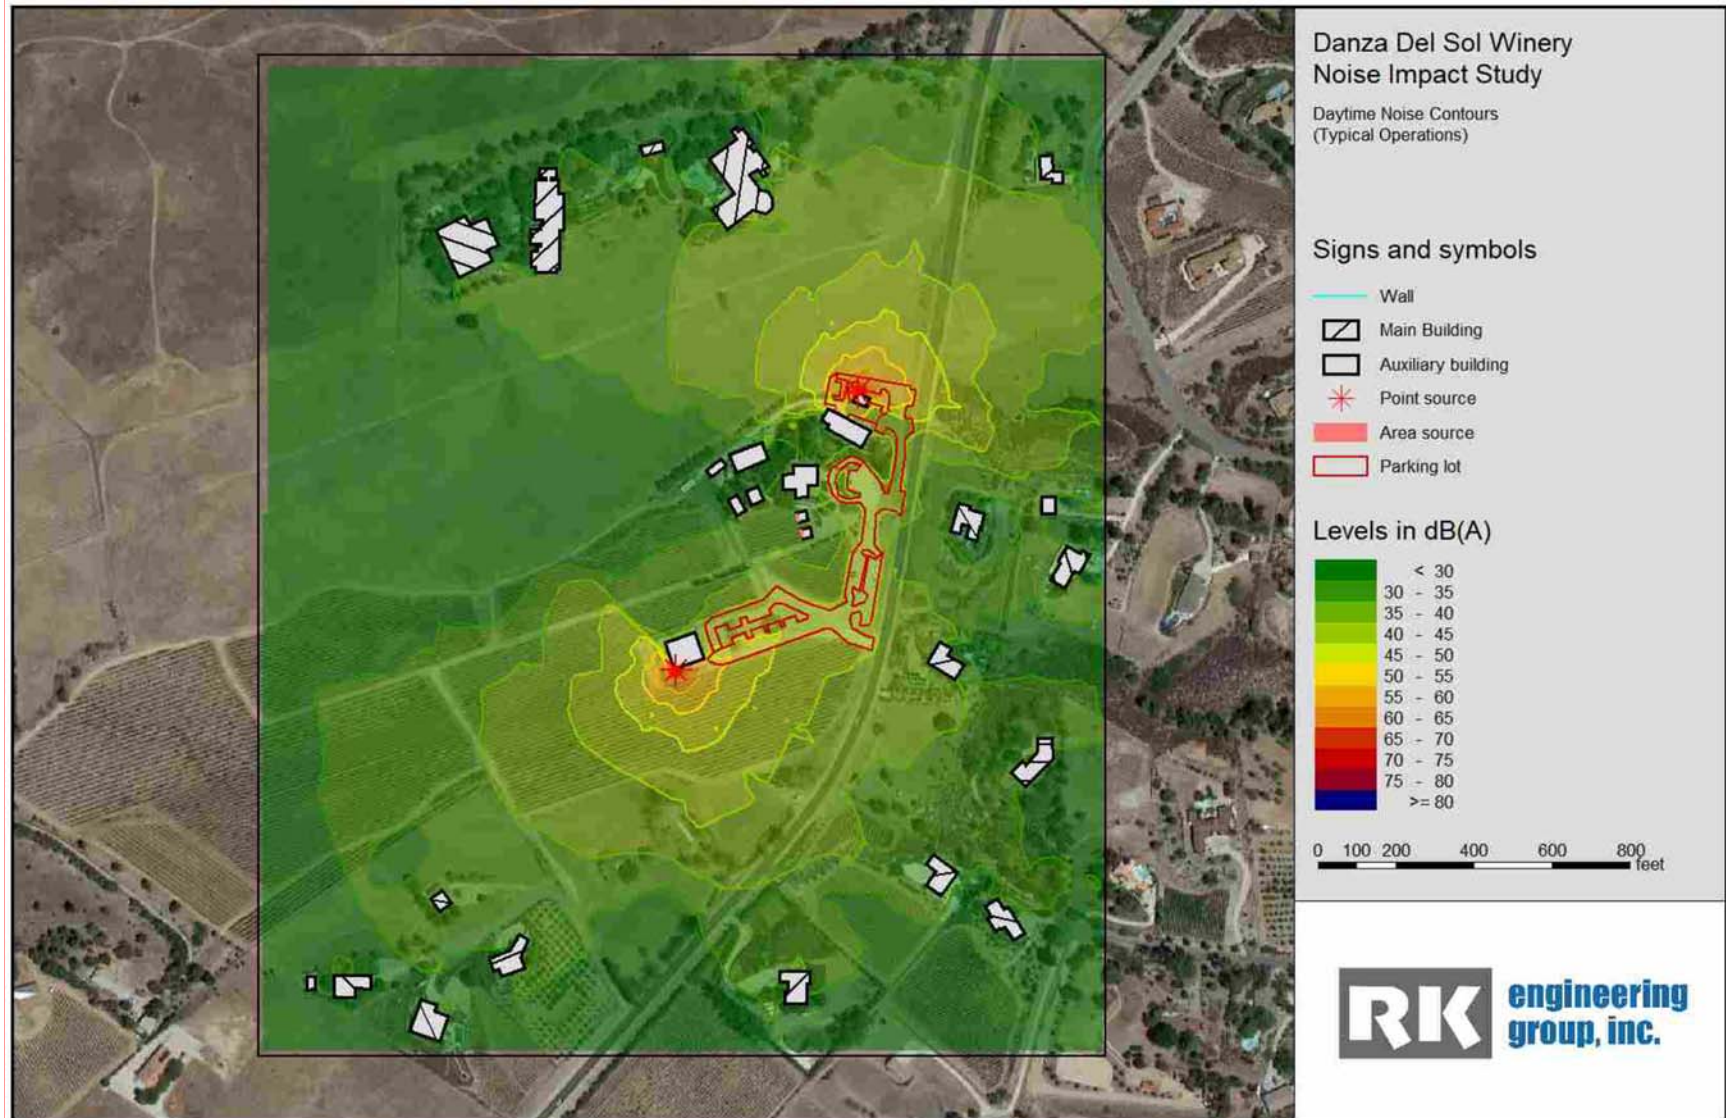 Danza Del Sol Winery
Noise Impact Study
Daytime Noise Contours
(Typical Operations)
Signs and symbols
Wall
Main Building
Auxiliary building
Point source
Area source
Parking lot
Levels in dB(A)
< 30
30 - 35
35 - 40
40 - 45
45 - 50
50 - 55
55 - 60
60 - 65
65 - 70
70 - 75
75 - 80
>= 80
0 100 200 400 600 800
feet
RK engineering
group, inc.